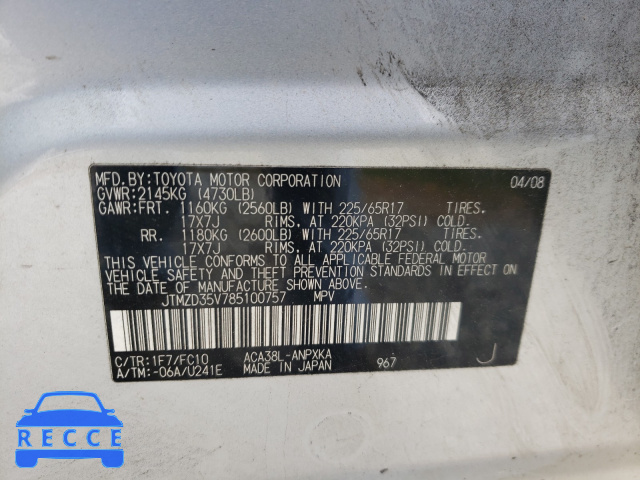 MFD. BY: TOYOTA MOTOR CORPORATION 04/08
GVWR: 2145KG (4730LB)
GAWR: FRT. 1160KG (2560LB) WITH 225/65R17 TIRES.
17X7J RIMS, AT 220KPA (32PSI) COLD.
RR. 1180KG (2600LB) WITH 225/65R17 TIRES.
17X7J RIMS, AT 220KPA (32PSI) COLD.
THIS VEHICLE CONFORMS TO ALL APPLICABLE FEDERAL MOTOR
VEHICLE SAFETY AND THEFT PREVENTION STANDARDS IN EFFECT ON
THE DATE OF MANUFACTURE SHOWN ABOVE.
JTMZD35V785100757 MPV
C/TR: 1F7/FC10 ACA38L-ANPXKA J
A/TM: -06A/U241E MADE IN JAPAN 967
RECCE